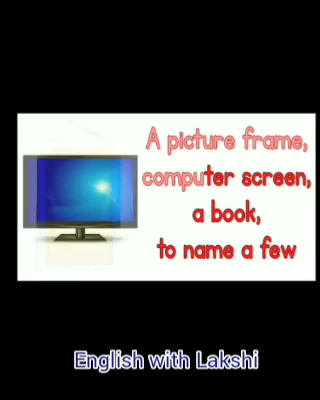 A picture frame,
computer screen,
a book,
to name a few
English with Lakshi